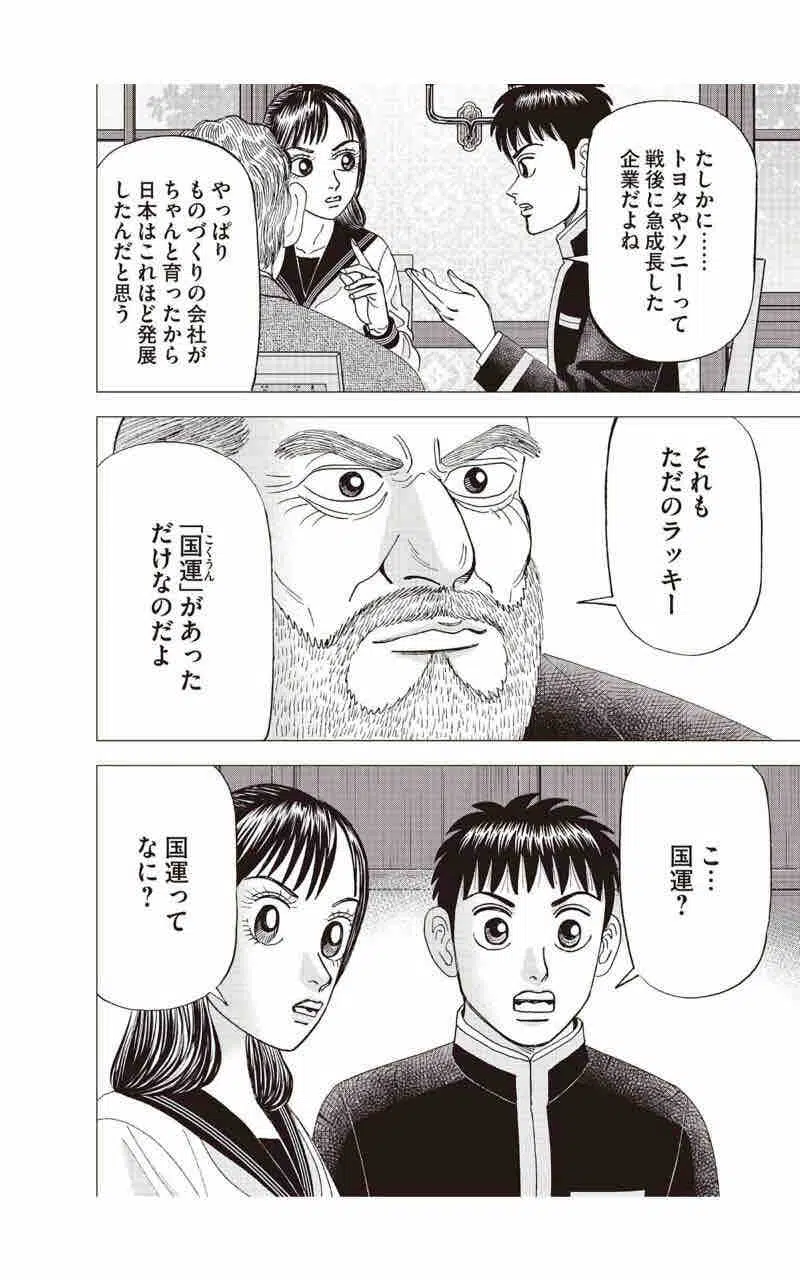 たしかに……
トヨタやソニーって
戦後に急成長した
企業だよね
やっぱり
ものづくりの会社が
ちゃんと育ったから
日本はこれほど発展
したんだと思う
それも
ただのラッキー
「国運」があった
こくうん
だけなのだよ
こ…
国運?
国運って
なに?